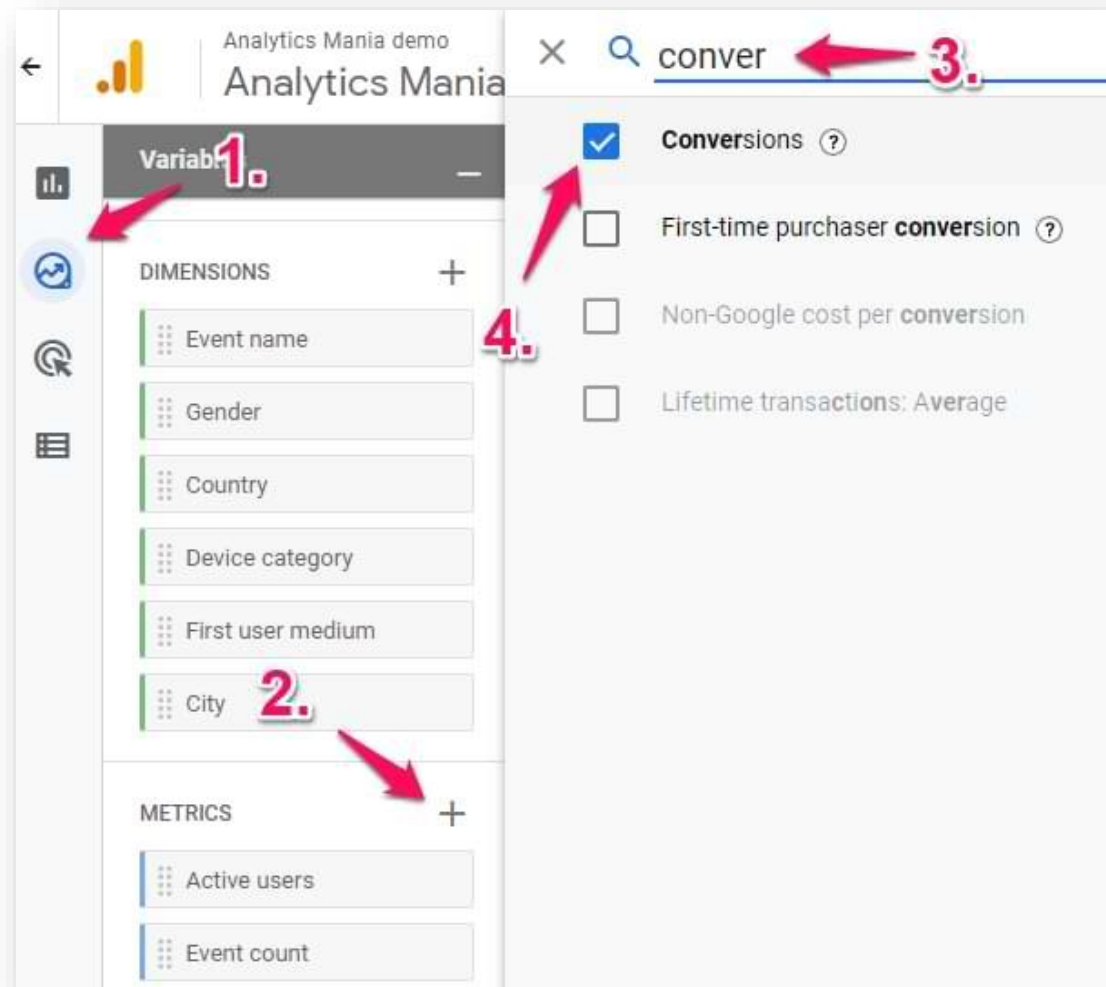 Analytics Mania demo
Analytics Mania
conver
3.
Variab
1.
Conversions
First-time purchaser conversion
4.
Non-Google cost per conversion
Lifetime transactions: Average
DIMENSIONS
Event name
Gender
Country
Device category
First user medium
City
2.
METRICS
Active users
Event count